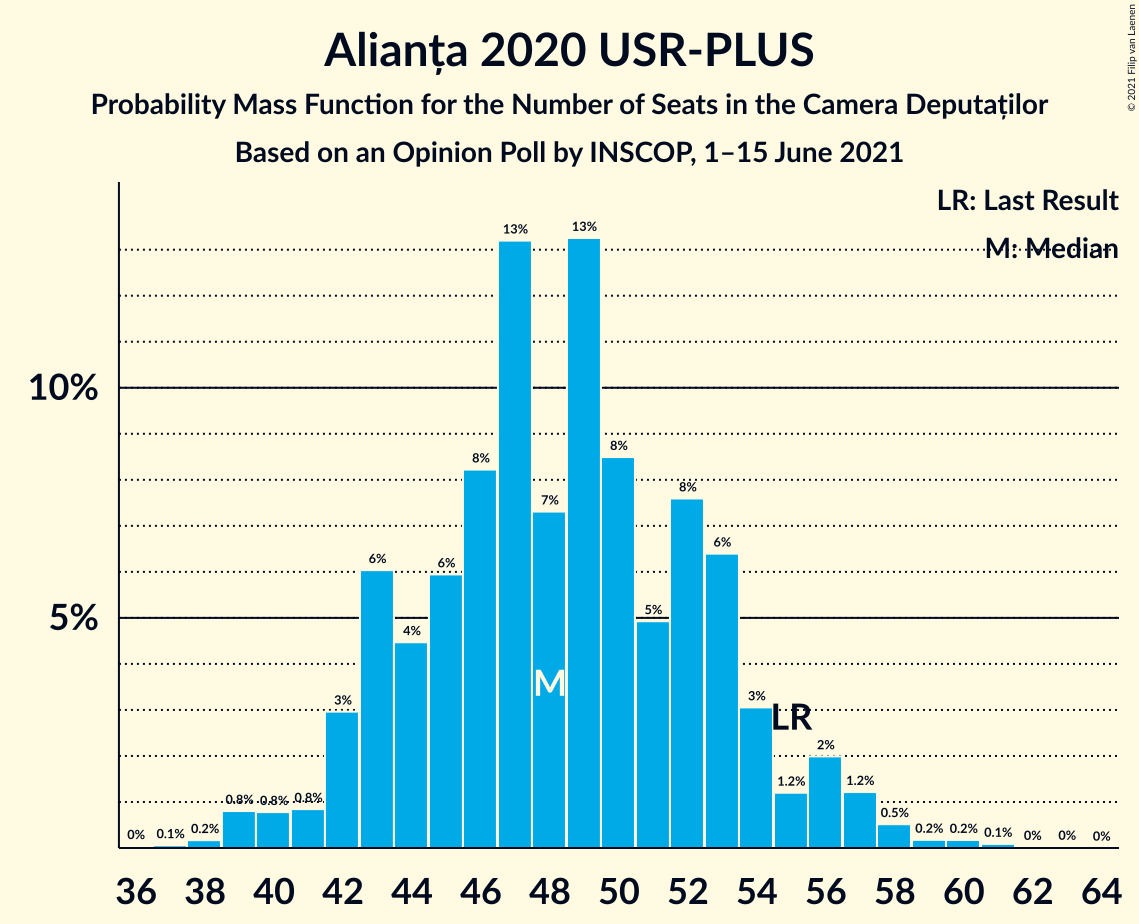 Alianța 2020 USR-PLUS
Probability Mass Function for the Number of Seats in the Camera Deputaților
Based on an Opinion Poll by INSCOP, 1–15 June 2021
© 2021 Filip van Laenen
LR: Last Result
M: Median
10%
5%
0% 0.1% 0.2% 0.8% 0.8% 0.8% 3% 6% 4% 6% 8% 13% 7% 13% 8% 5% 8% 6% 3% 1.2% 2% 1.2% 0.5% 0.2% 0.2% 0.1% 0% 0% 0%
M
LR
36 38 40 42 44 46 48 50 52 54 56 58 60 62 64